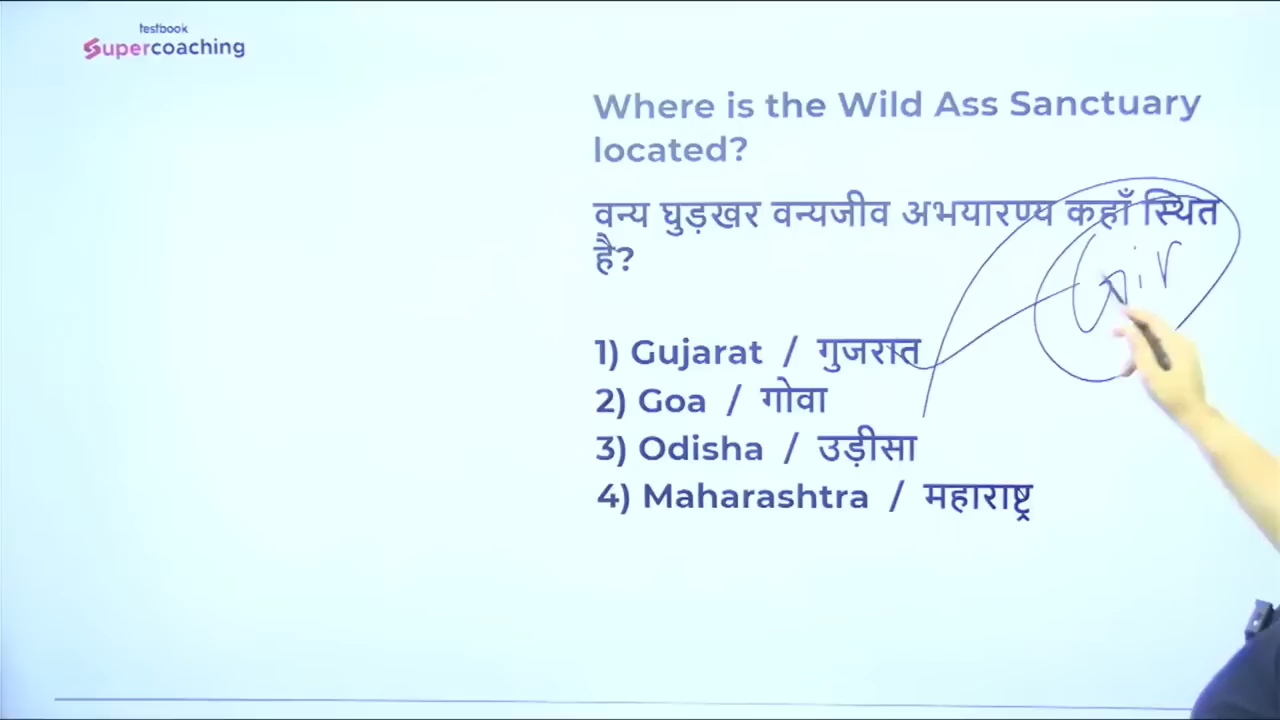 testbook
Supercoaching
Where is the Wild Ass Sanctuary
located?
वन्य घुड़खर वन्यजीव अभयारण्य कहाँ स्थित
है?
Gir
1) Gujarat / गुजरात
2) Goa / गोवा
3) Odisha / उड़ीसा
4) Maharashtra / महाराष्ट्र